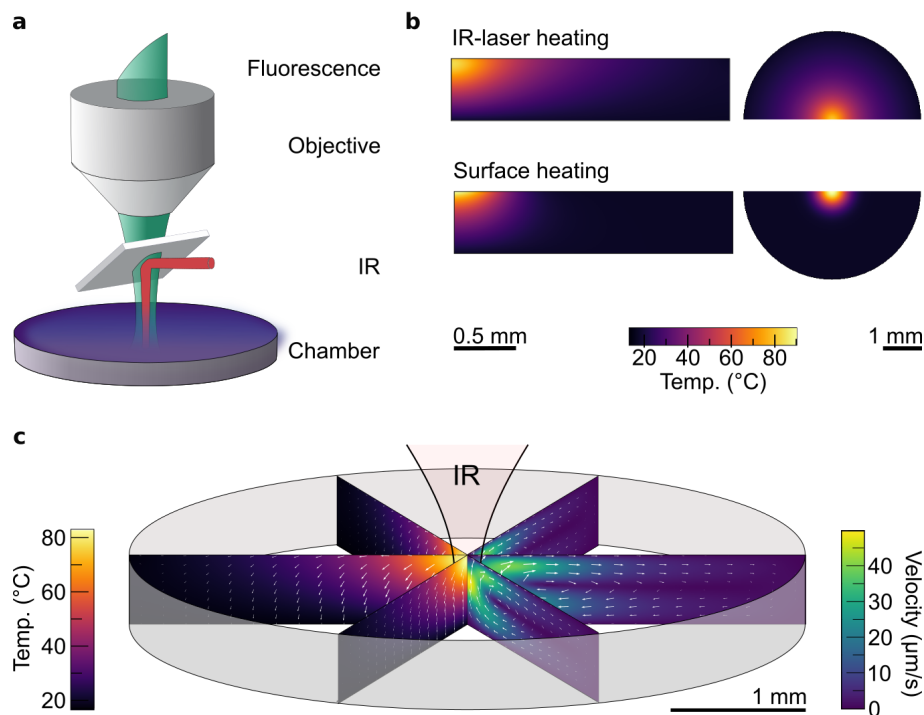 a
Fluorescence
Objective
IR
Chamber
b
IR-laser heating
Surface heating
0.5 mm
20 40 60 80
Temp. (°C)
1 mm
c
IR
80
60
40
20
Temp. (°C)
40
30
20
10
0
Velocity (µm/s)
1 mm